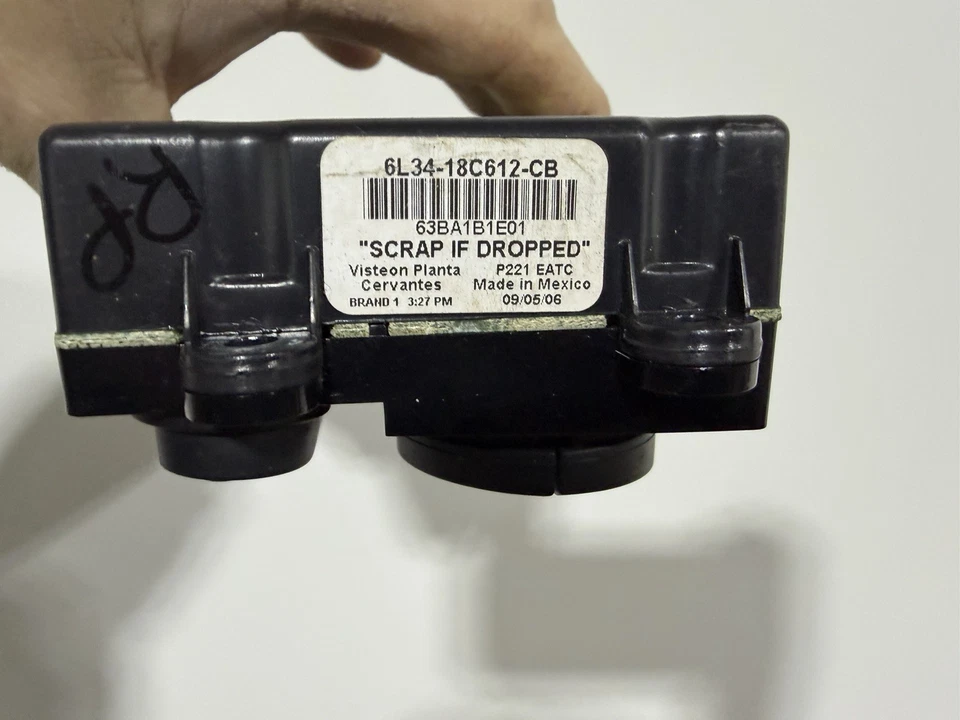 6L34-18C612-CB
63BA1B1E01
"SCRAP IF DROPPED"
Visteon Planta P221 EATC
Cervantes Made in Mexico
BRAND 1 3:27 PM 09/05/06